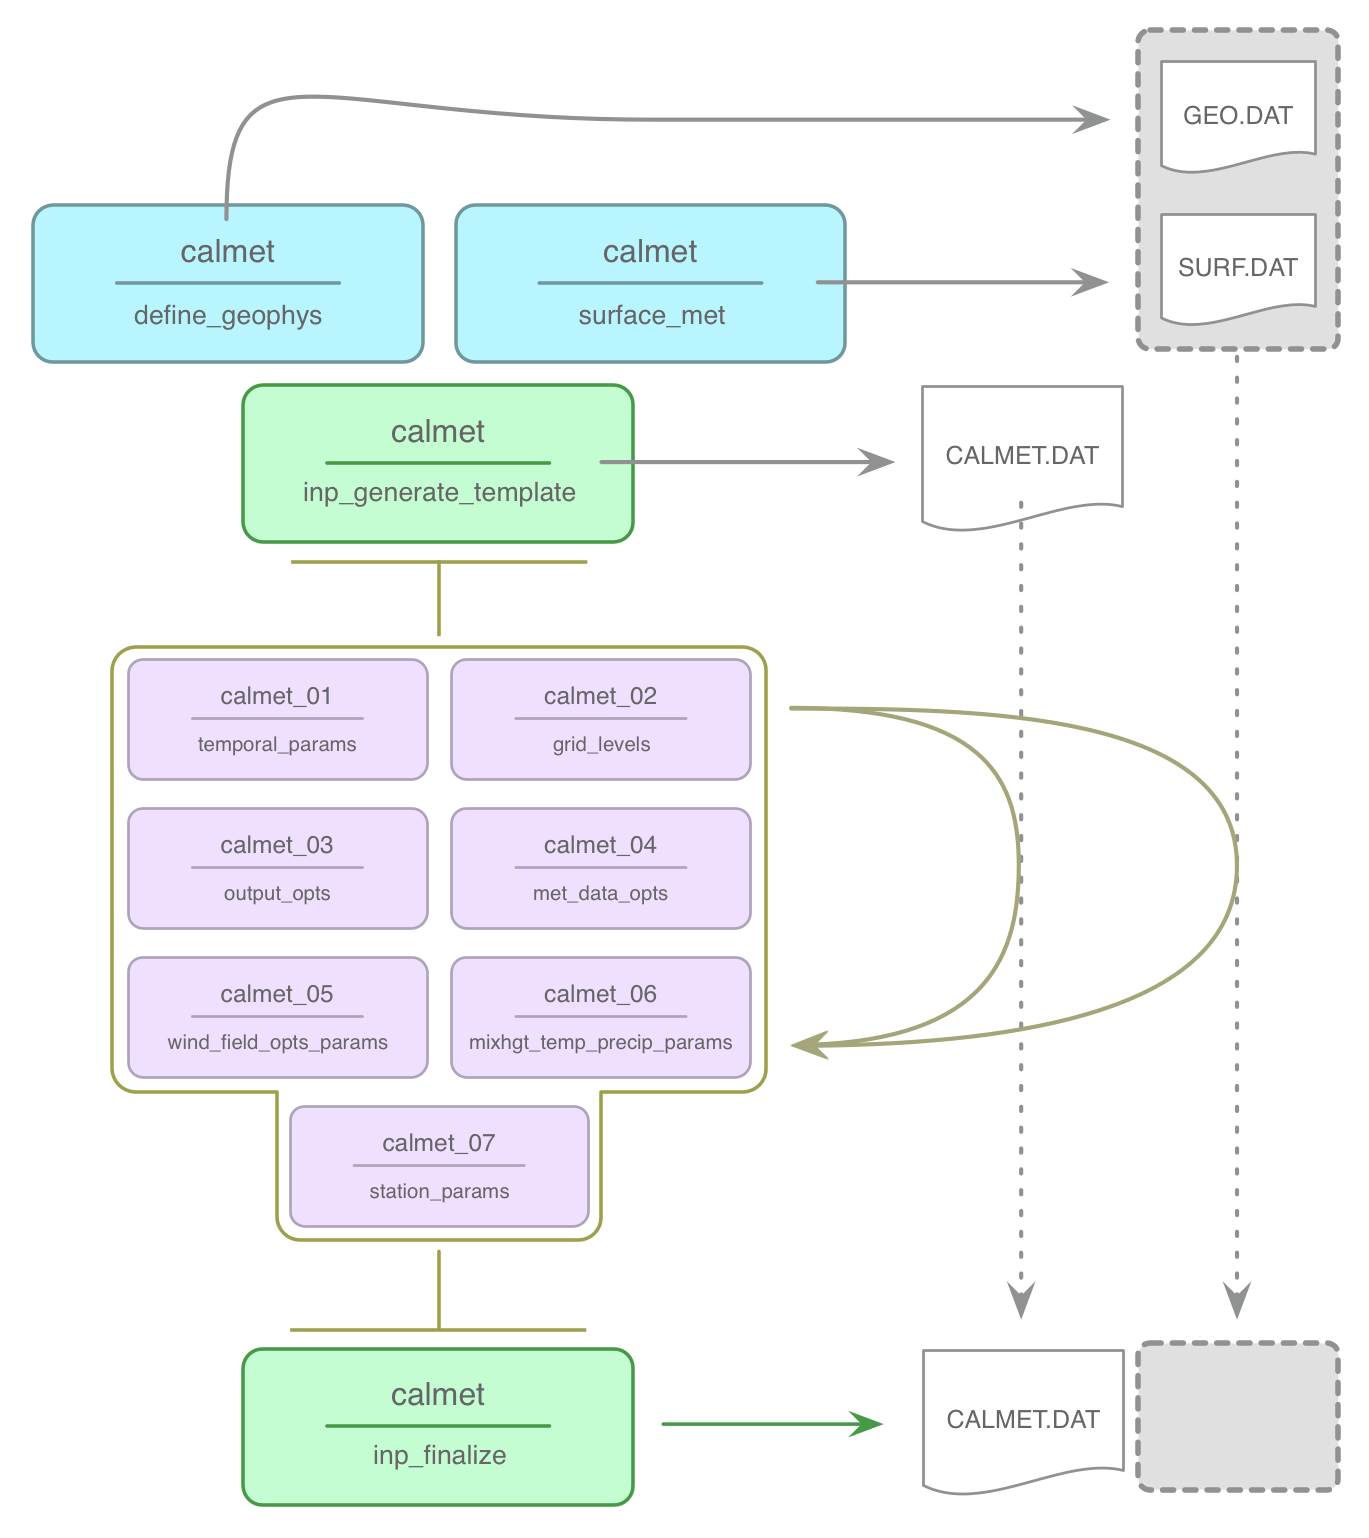 GEO.DAT
calmet
define_geophys
calmet
surface_met
SURF.DAT
calmet
inp_generate_template
CALMET.DAT
calmet_01
temporal_params
calmet_02
grid_levels
calmet_03
output_opts
calmet_04
met_data_opts
calmet_05
wind_field_opts_params
calmet_06
mixhgt_temp_precip_params
calmet_07
station_params
calmet
inp_finalize
CALMET.DAT